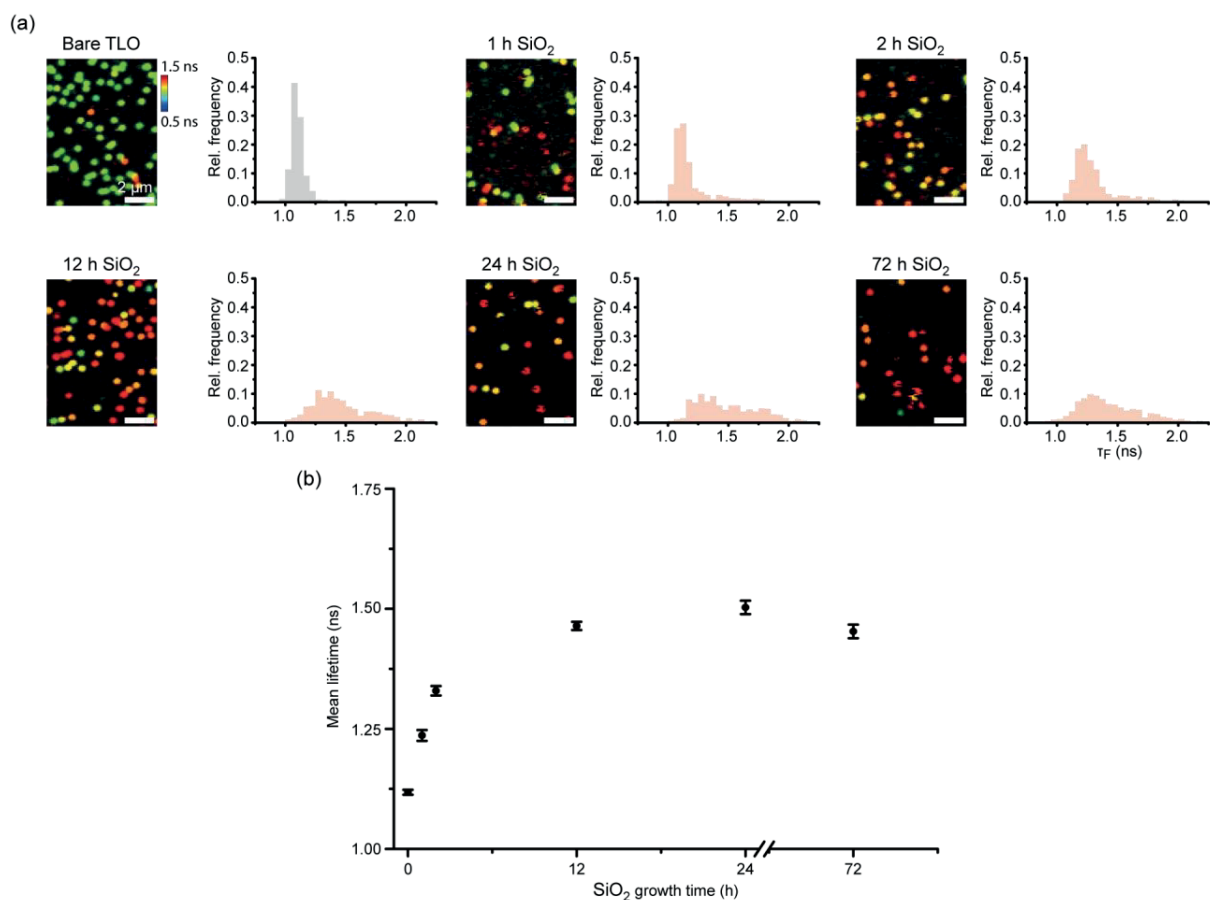 (a)
Bare TLO
1 h SiO₂
2 h SiO₂
1.5 ns
0.5 ns
2 μm
Rel. frequency
0.5
0.4
0.3
0.2
0.1
0.0
1.0 1.5 2.0
Rel. frequency
0.5
0.4
0.3
0.2
0.1
0.0
1.0 1.5 2.0
Rel. frequency
0.5
0.4
0.3
0.2
0.1
0.0
1.0 1.5 2.0
12 h SiO₂
24 h SiO₂
72 h SiO₂
Rel. frequency
0.5
0.4
0.3
0.2
0.1
0.0
1.0 1.5 2.0
Rel. frequency
0.5
0.4
0.3
0.2
0.1
0.0
1.0 1.5 2.0
Rel. frequency
0.5
0.4
0.3
0.2
0.1
0.0
1.0 1.5 2.0
τF (ns)
(b)
Mean lifetime (ns)
1.75
1.50
1.25
1.00
0 12 24 72
SiO₂ growth time (h)